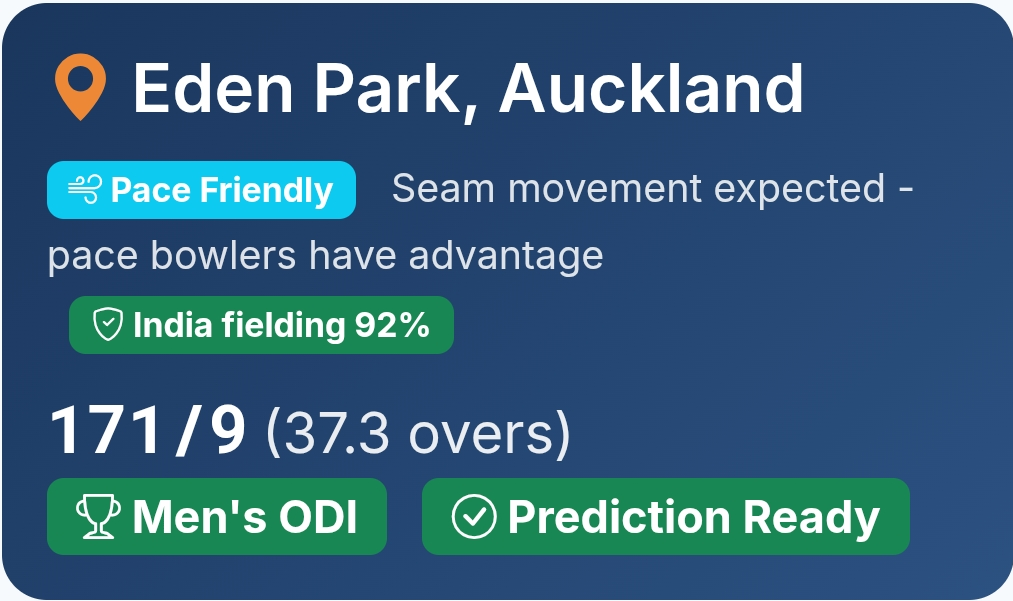 Eden Park, Auckland
Pace Friendly Seam movement expected -
pace bowlers have advantage
India fielding 92%
171/9 (37.3 overs)
Men's ODI Prediction Ready